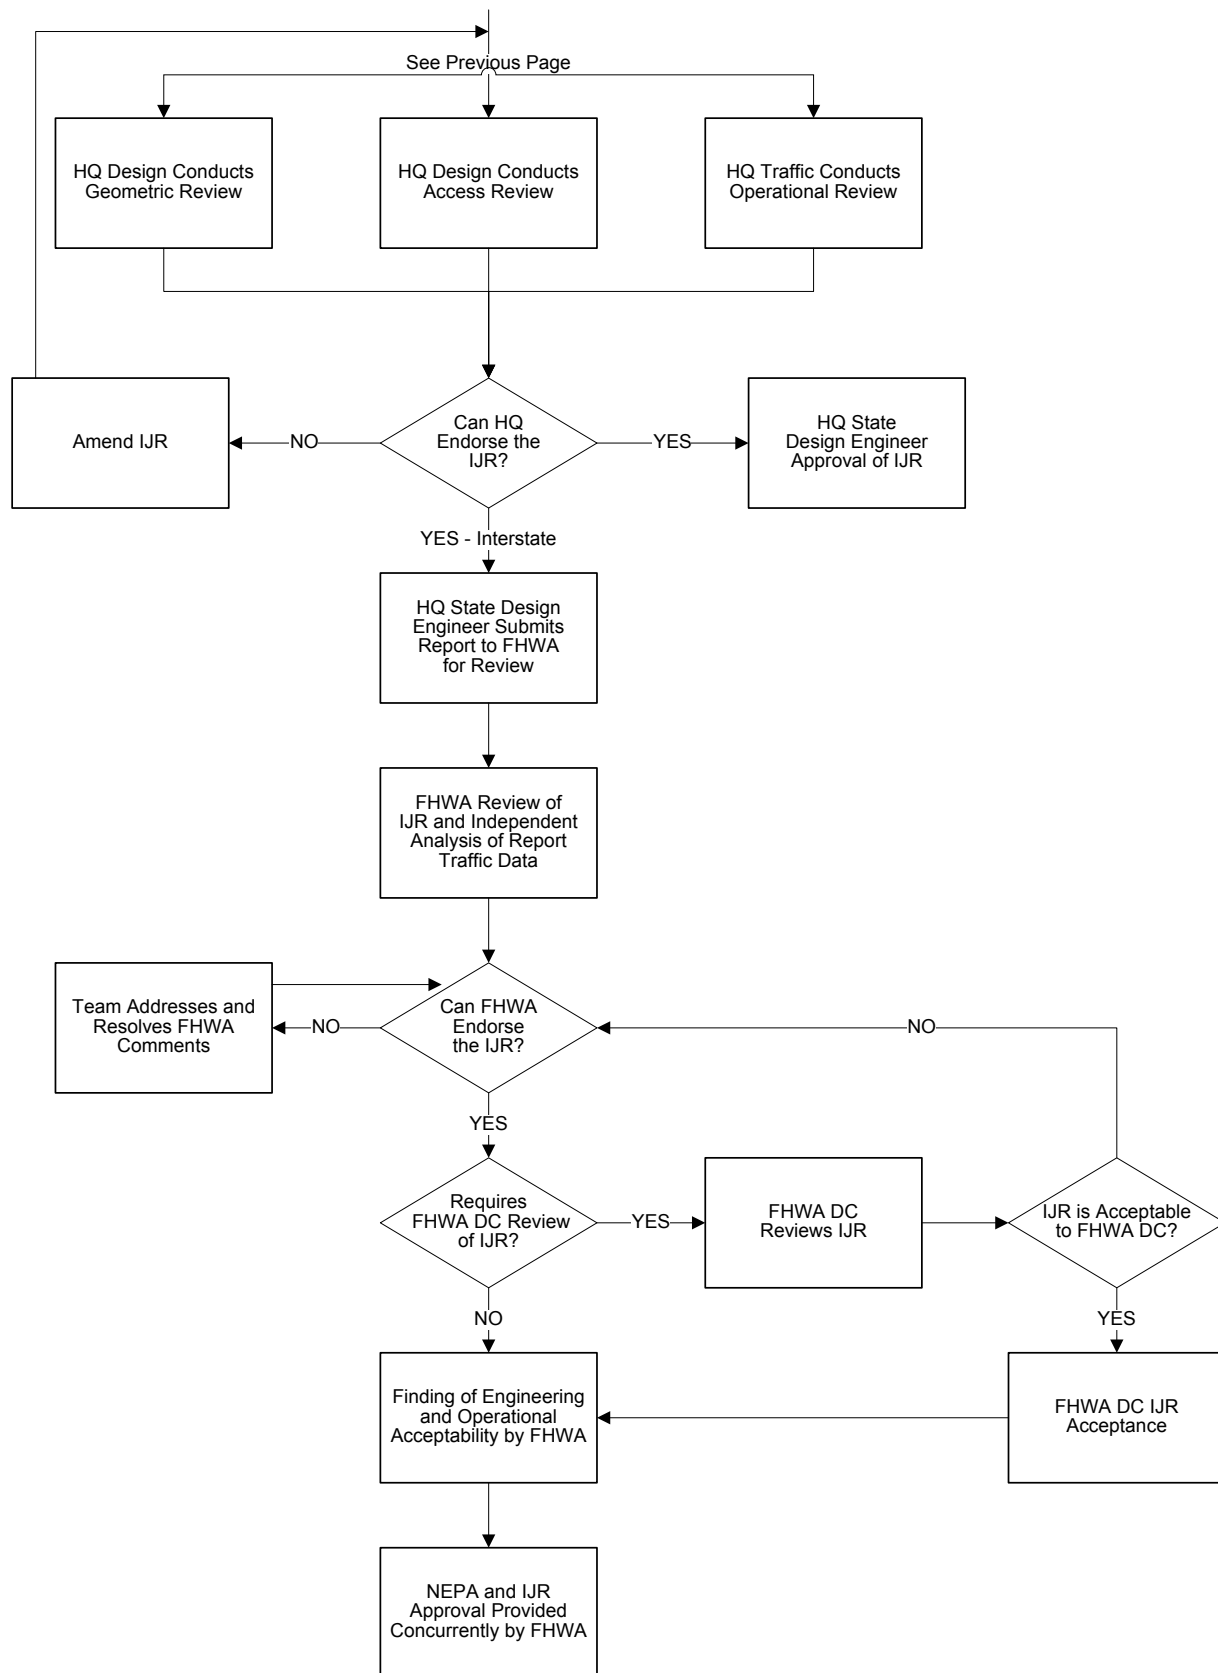 See Previous Page
HQ Design Conducts
Geometric Review
HQ Design Conducts
Access Review
HQ Traffic Conducts
Operational Review
Amend IJR
NO
Can HQ
Endorse the
IJR?
YES
HQ State
Design Engineer
Approval of IJR
YES - Interstate
HQ State Design
Engineer Submits
Report to FHWA
for Review
FHWA Review of
IJR and Independent
Analysis of Report
Traffic Data
Team Addresses and
Resolves FHWA
Comments
NO
Can FHWA
Endorse
the IJR?
NO
YES
Requires
FHWA DC Review
of IJR?
YES
FHWA DC
Reviews IJR
IJR is Acceptable
to FHWA DC?
NO
YES
Finding of Engineering
and Operational
Acceptability by FHWA
FHWA DC IJR
Acceptance
NEPA and IJR
Approval Provided
Concurrently by FHWA